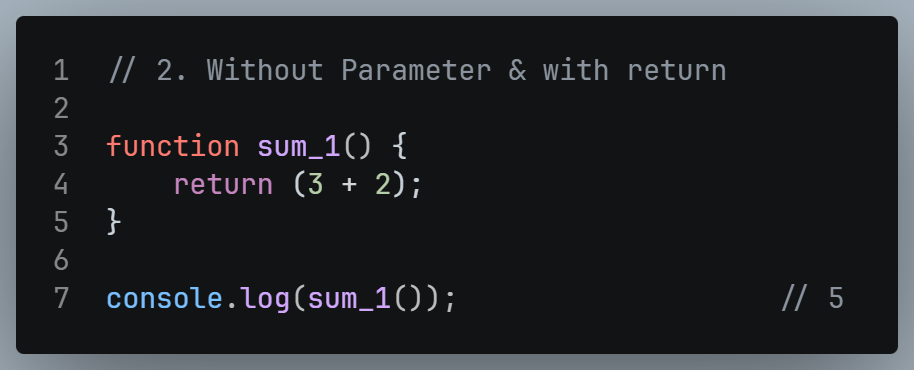 1 // 2. Without Parameter & with return
2
3 function sum_1() {
4     return (3 + 2);
5 }
6
7 console.log(sum_1());                   // 5